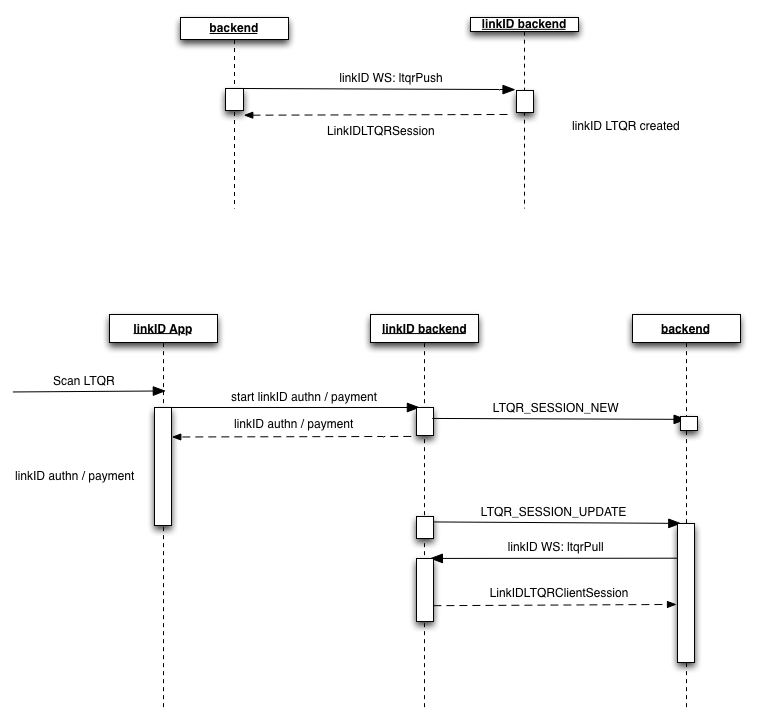 backend
linkID backend
linkID WS: ltqrPush
LinkIDLTQRSession
linkID LTQR created
linkID App
linkID backend
backend
Scan LTQR
start linkID authn / payment
LTQR_SESSION_NEW
linkID authn / payment
linkID authn / payment
LTQR_SESSION_UPDATE
linkID WS: ltqrPull
LinkIDLTQRClientSession